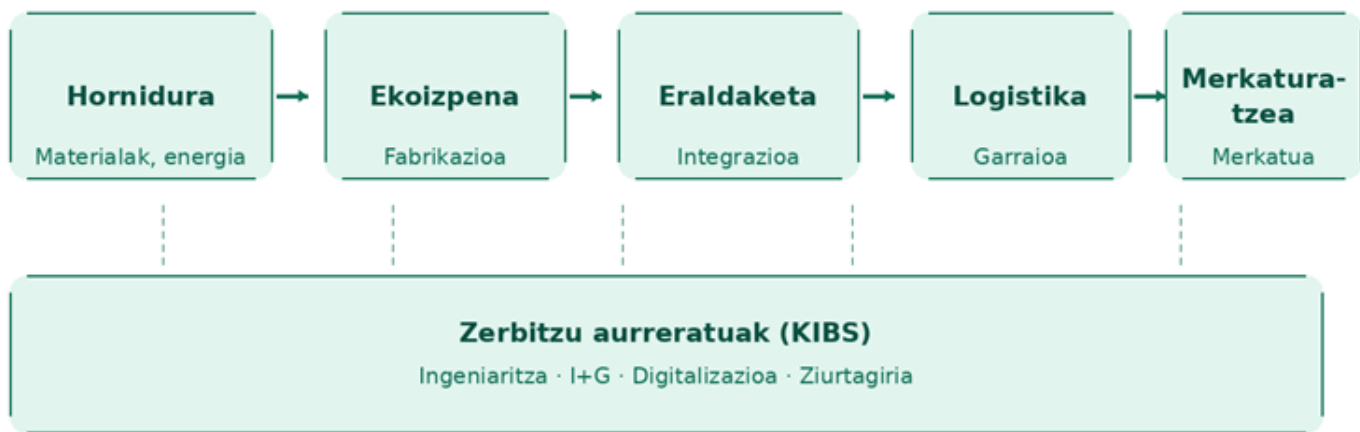 Hornidura
Materialak, energia
Ekoizpena
Fabrikazioa
Eraldaketa
Integrazioa
Logistika
Garraioa
Merkatura-
tzea
Merkatua
Zerbitzu aurreratuak (KIBS)
Ingeniaritza · I+G · Digitalizazioa · Ziurtagiria